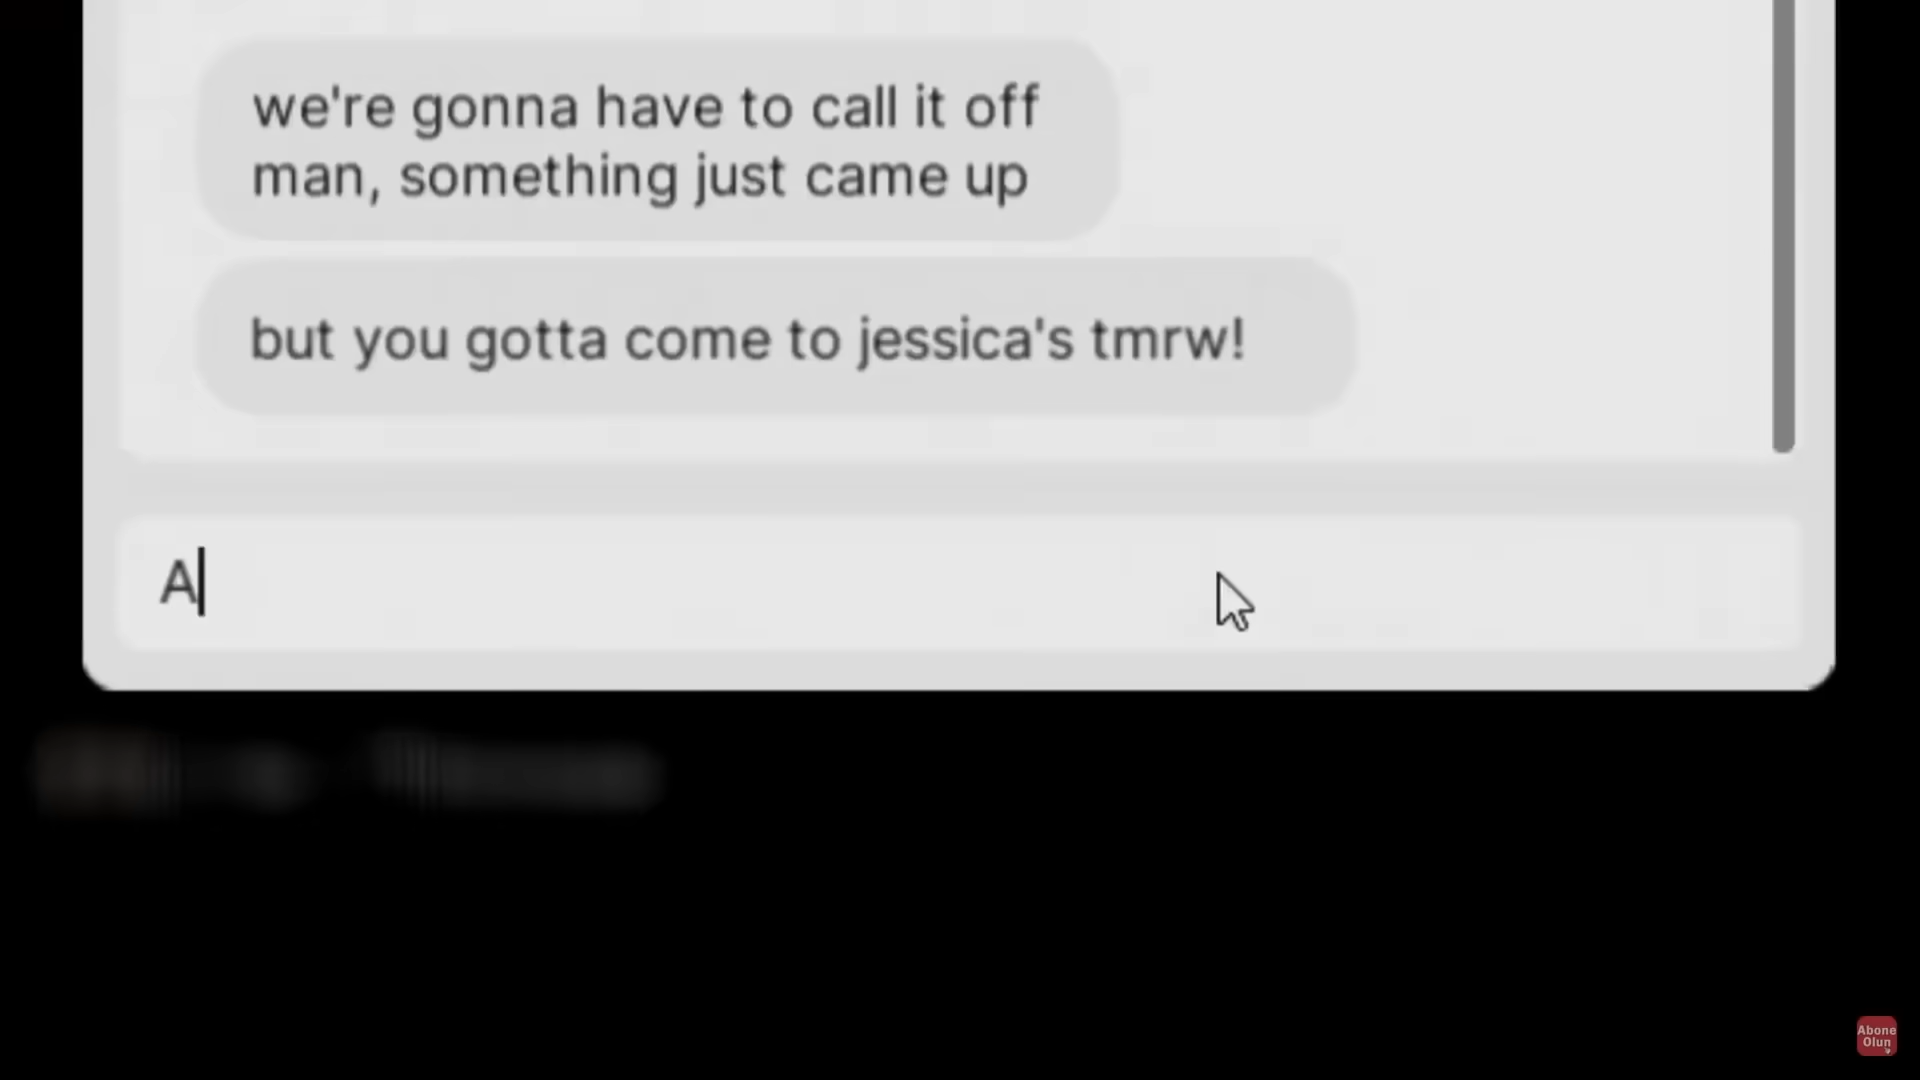 we're gonna have to call it off
man, something just came up
but you gotta come to jessica's tmrw!
A
Abone
Olun